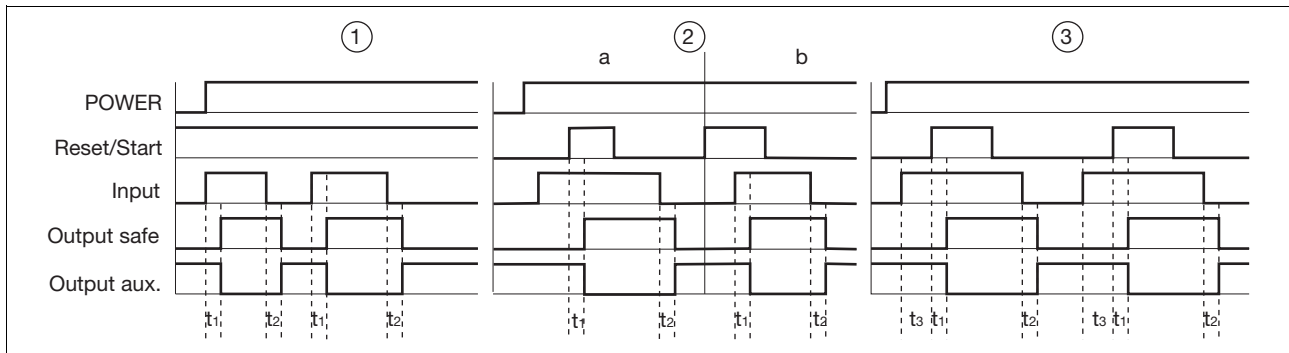 1 2 3
a b
POWER
Reset/Start
Input
Output safe
Output aux.
t1 t2 t1 t2 t1 t2 t1 t2 t3 t1 t2 t3 t1 t2